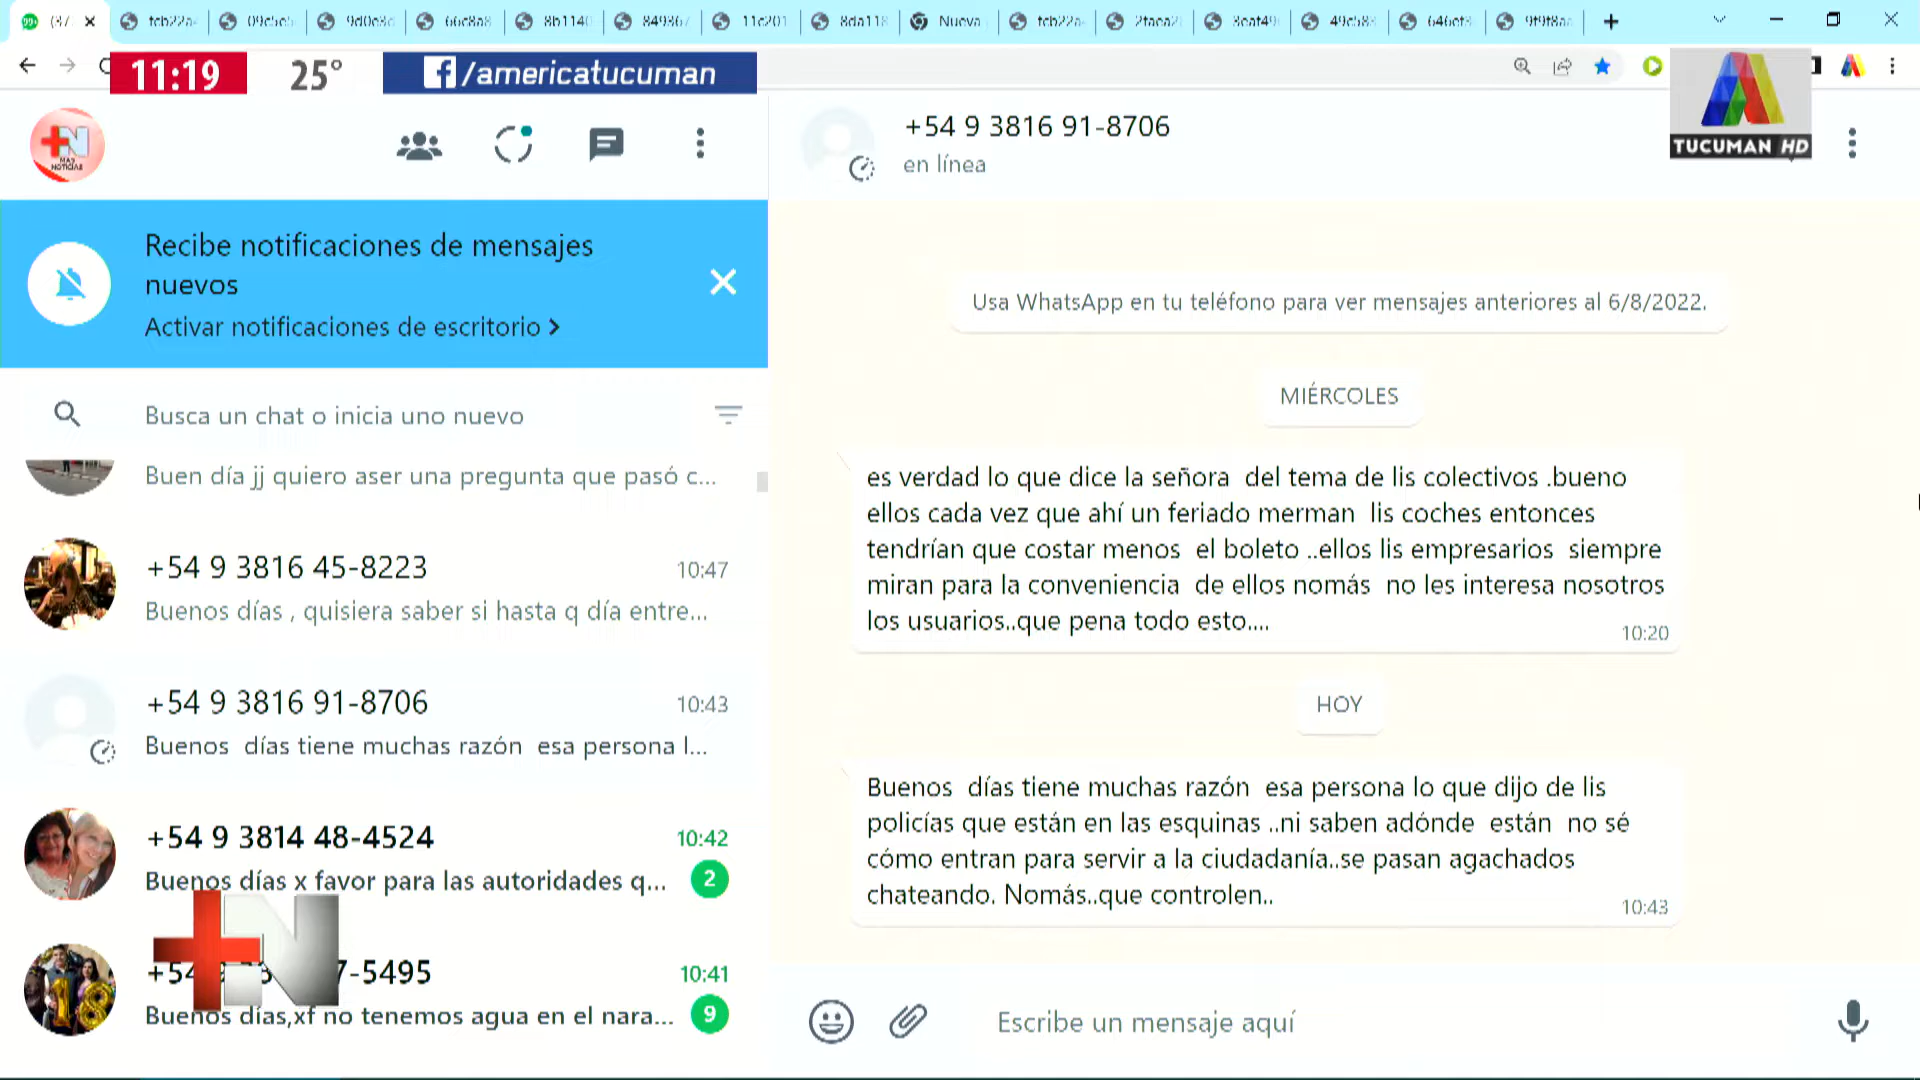 11:19
25°
f/americatucuman
Nueva
TUCUMAN HD
+N
MAS
NOTICIAS
+54 9 3816 91-8706
en línea
Recibe notificaciones de mensajes
nuevos
Activar notificaciones de escritorio
Busca un chat o inicia uno nuevo
Buen día jj quiero aser una pregunta que pasó c...
+54 9 3816 45-8223
10:47
Buenos días , quisiera saber si hasta q día entre...
+54 9 3816 91-8706
10:43
Buenos días tiene muchas razón esa persona l...
+54 9 3814 48-4524
10:42
Buenos días x favor para las autoridades q...
2
+N
7-5495
10:41
Buenos días,xf no tenemos agua en el nara...
9
18
Usa WhatsApp en tu teléfono para ver mensajes anteriores al 6/8/2022.
MIÉRCOLES
es verdad lo que dice la señora del tema de lis colectivos .bueno
ellos cada vez que ahí un feriado merman lis coches entonces
tendrían que costar menos el boleto ..ellos lis empresarios siempre
miran para la conveniencia de ellos nomás no les interesa nosotros
los usuarios..que pena todo esto....
10:20
HOY
Buenos días tiene muchas razón esa persona lo que dijo de lis
policías que están en las esquinas ..ni saben adónde están no sé
cómo entran para servir a la ciudadanía..se pasan agachados
chateando. Nomás..que controlen..
10:43
Escribe un mensaje aquí